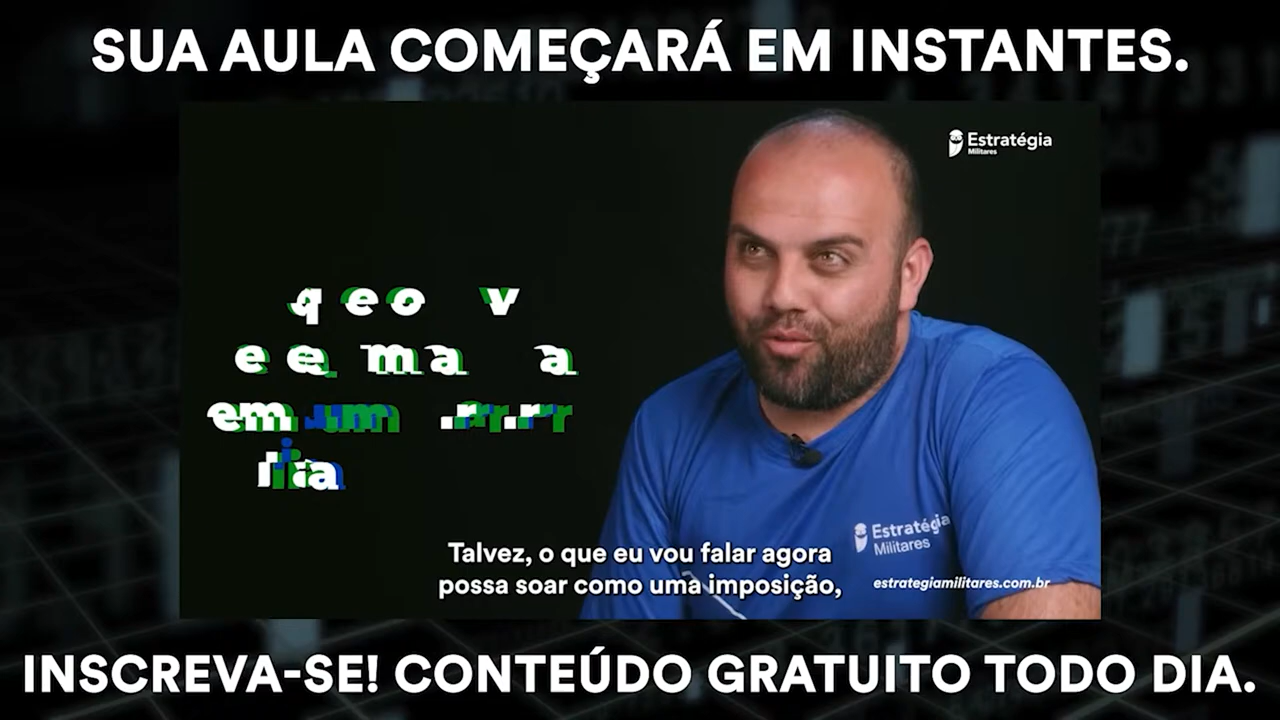 SUA AULA COMEÇARÁ EM INSTANTES.
Estratégia
Militares
Estratégia
Militares
Talvez, o que eu vou falar agora
possa soar como uma imposição,
estrategiamilitares.com.br
INSCREVA-SE! CONTEÚDO GRATUITO TODO DIA.